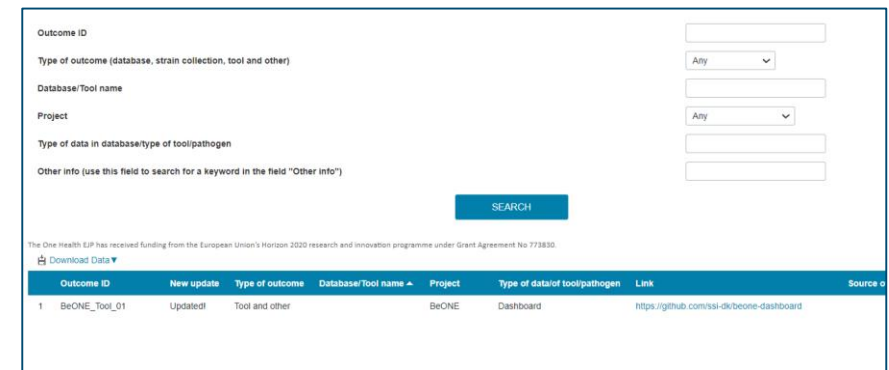 Outcome ID
Type of outcome (database, strain collection, tool and other)
Any
Database/Tool name
Project
Any
Type of data in database/type of tool/pathogen
Other info (use this field to search for a keyword in the field "Other info")
SEARCH
The One Health EJP has received funding from the European Union's Horizon 2020 research and innovation programme under Grant Agreement No 773830.
Download Data▼
Outcome ID New update Type of outcome Database/Tool name ▲ Project Type of data/of tool/pathogen Link Source o
1 BeONE_Tool_01 Updated! Tool and other BeONE Dashboard https://github.com/ssi-dk/beone-dashboard